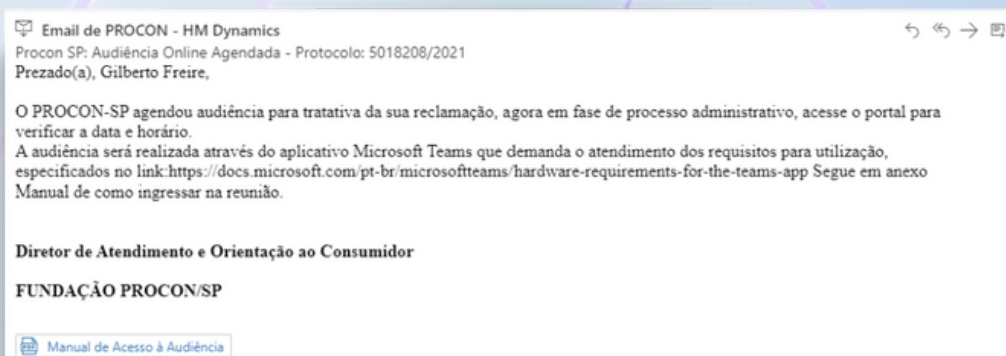 Email de PROCON - HM Dynamics
Procon SP: Audiência Online Agendada - Protocolo: 5018208/2021
Prezado(a), Gilberto Freire,
O PROCON-SP agendou audiência para tratativa da sua reclamação, agora em fase de processo administrativo, acesse o portal para
verificar a data e horário.
A audiência será realizada através do aplicativo Microsoft Teams que demanda o atendimento dos requisitos para utilização,
especificados no link:https://docs.microsoft.com/pt-br/microsoftteams/hardware-requirements-for-the-teams-app Segue em anexo
Manual de como ingressar na reunião.
Diretor de Atendimento e Orientação ao Consumidor
FUNDAÇÃO PROCON/SP
Manual de Acesso à Audiência